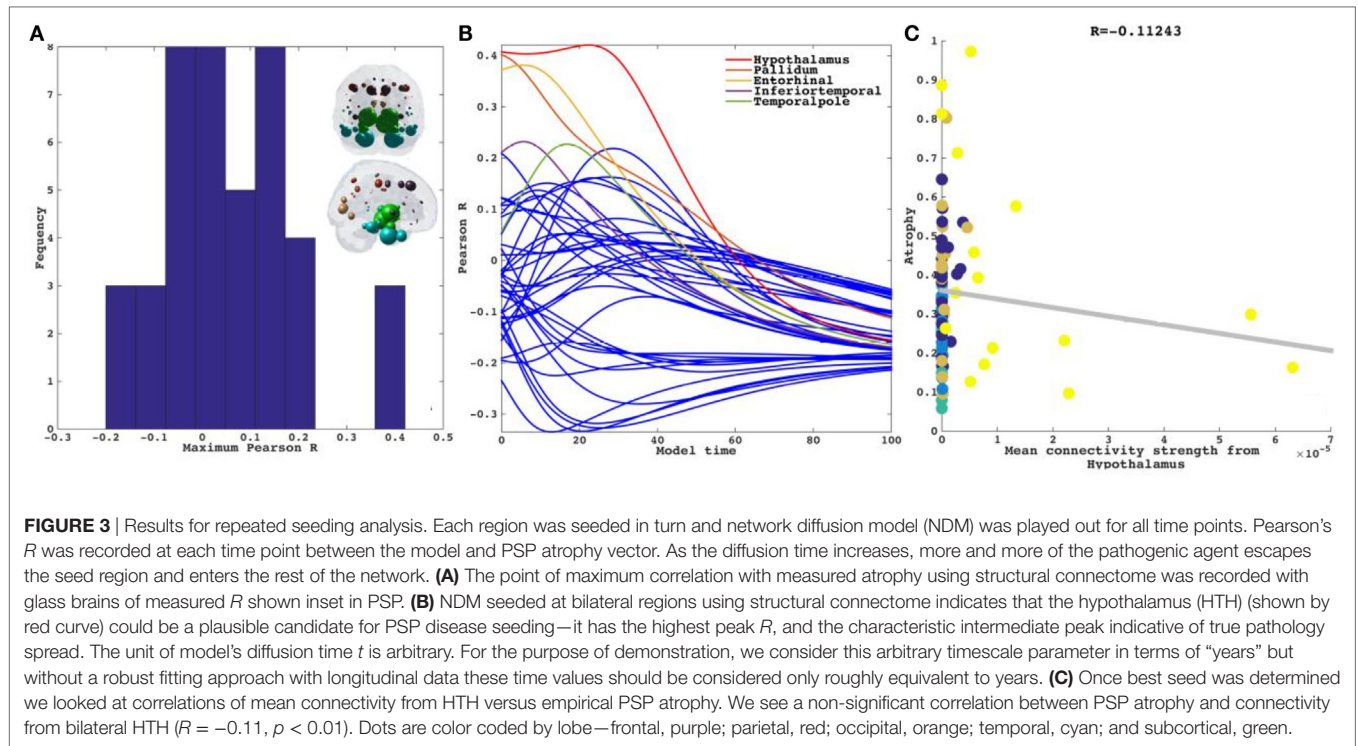 A
B
C
R=-0.11243
Frequency
8
7
6
5
4
3
2
1
0
-0.3 -0.2 -0.1 0 0.1 0.2 0.3 0.4 0.5
Maximum Pearson R
Pearson R
0.4
0.3
0.2
0.1
0
-0.1
-0.2
-0.3
0 20 40 60 80 100
Model time
Hypothalamus
Pallidum
Entorhinal
Inferiortemporal
Temporalpole
Atrophy
1
0.9
0.8
0.7
0.6
0.5
0.4
0.3
0.2
0.1
0
0 1 2 3 4 5 6 7
×10-5
Mean connectivity strength from
Hypothalamus
FIGURE 3 | Results for repeated seeding analysis. Each region was seeded in turn and network diffusion model (NDM) was played out for all time points. Pearson's
R was recorded at each time point between the model and PSP atrophy vector. As the diffusion time increases, more and more of the pathogenic agent escapes
the seed region and enters the rest of the network. (A) The point of maximum correlation with measured atrophy using structural connectome was recorded with
glass brains of measured R shown inset in PSP. (B) NDM seeded at bilateral regions using structural connectome indicates that the hypothalamus (HTH) (shown by
red curve) could be a plausible candidate for PSP disease seeding—it has the highest peak R, and the characteristic intermediate peak indicative of true pathology
spread. The unit of model's diffusion time t is arbitrary. For the purpose of demonstration, we consider this arbitrary timescale parameter in terms of "years" but
without a robust fitting approach with longitudinal data these time values should be considered only roughly equivalent to years. (C) Once best seed was determined
we looked at correlations of mean connectivity from HTH versus empirical PSP atrophy. We see a non-significant correlation between PSP atrophy and connectivity
from bilateral HTH (R = −0.11, p < 0.01). Dots are color coded by lobe—frontal, purple; parietal, red; occipital, orange; temporal, cyan; and subcortical, green.